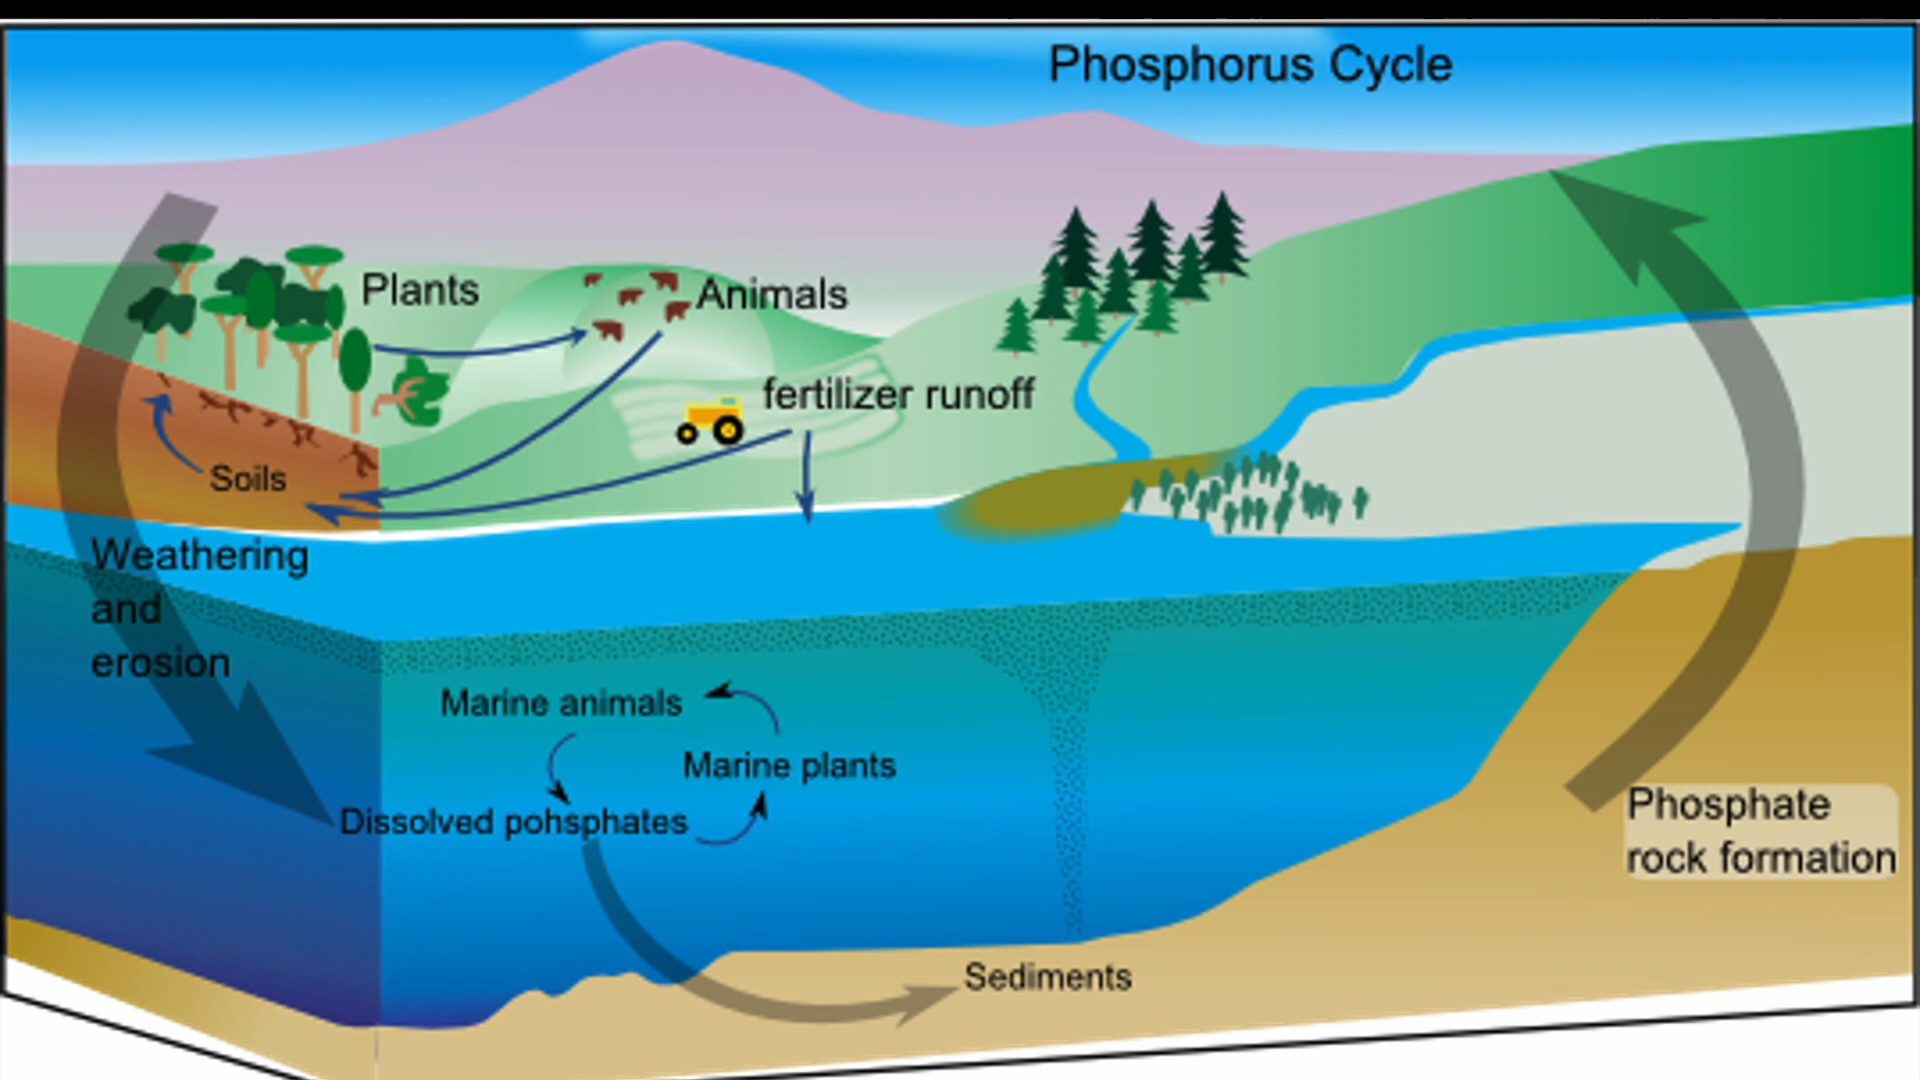 Phosphorus Cycle
Plants
Animals
fertilizer runoff
Soils
Weathering
and
erosion
Marine animals
Marine plants
Dissolved pohsphates
Phosphate
rock formation
Sediments